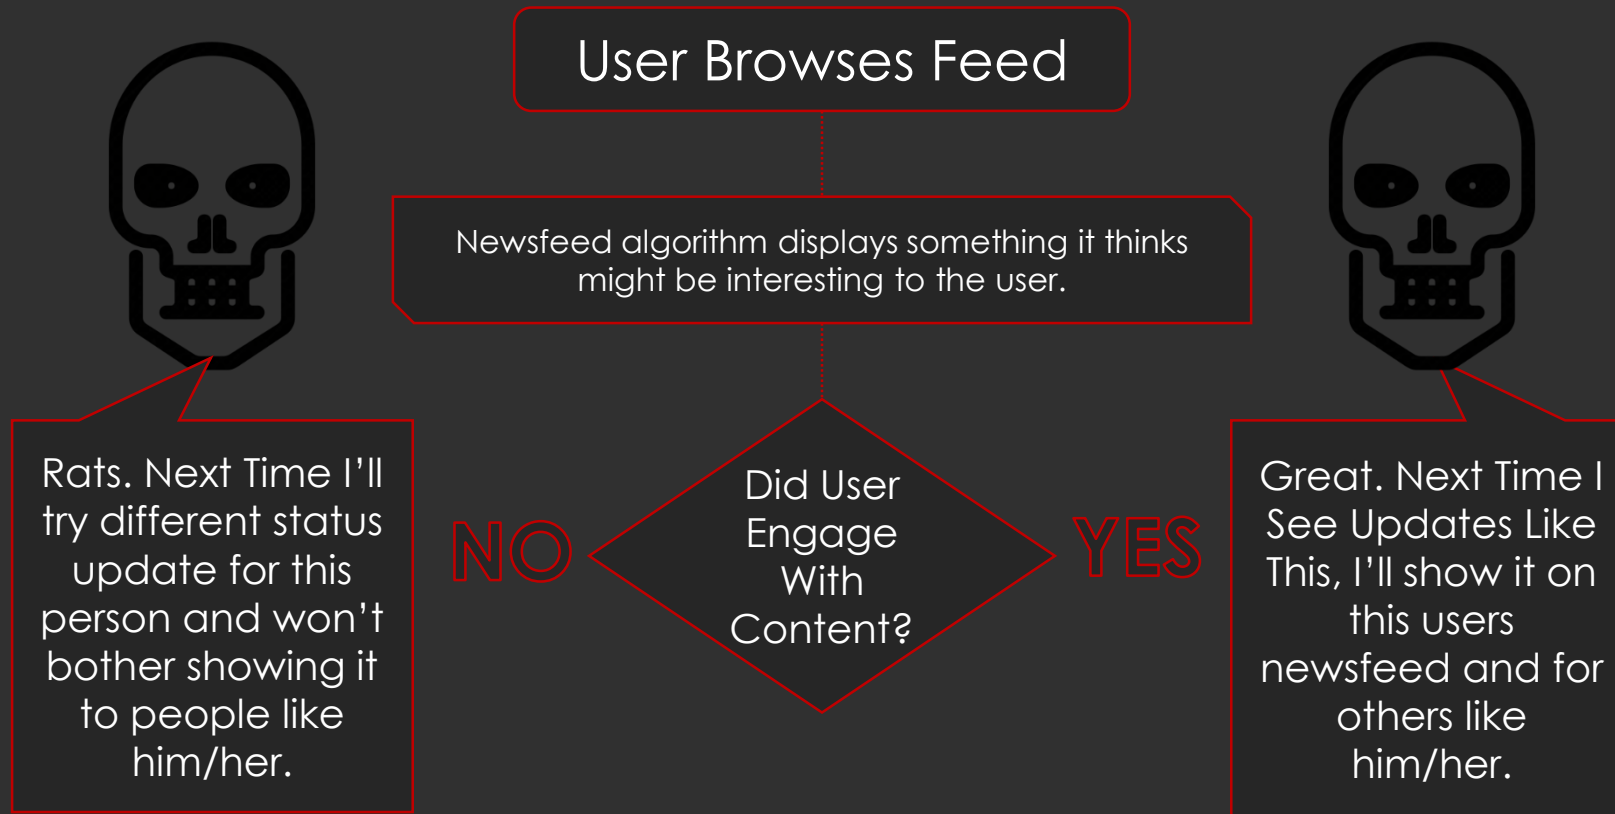 User Browses Feed
Newsfeed algorithm displays something it thinks
might be interesting to the user.
Did User
Engage
With
Content?
NO
YES
Rats. Next Time I’ll
try different status
update for this
person and won’t
bother showing it
to people like
him/her.
Great. Next Time I
See Updates Like
This, I’ll show it on
this users
newsfeed and for
others like
him/her.